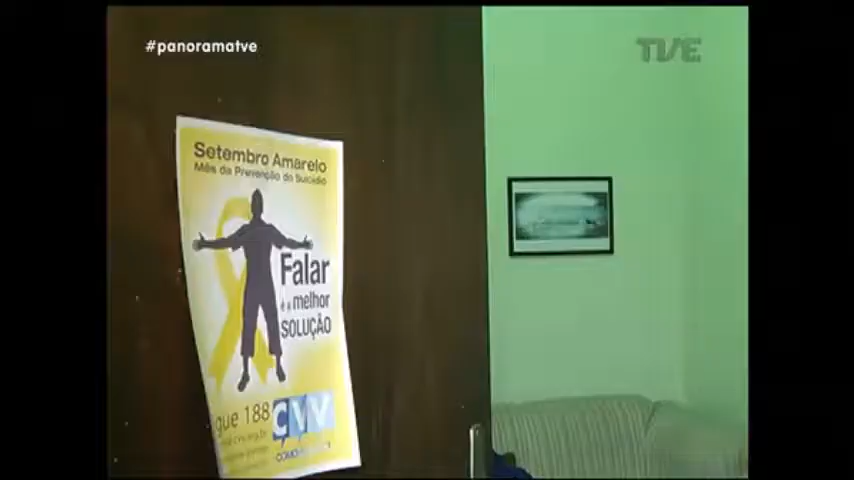 #panoramatve
TVE
Setembro Amarelo
Mês da Prevenção do Suicídio
Falar
é a melhor
SOLUÇÃO
gue 188
CVV